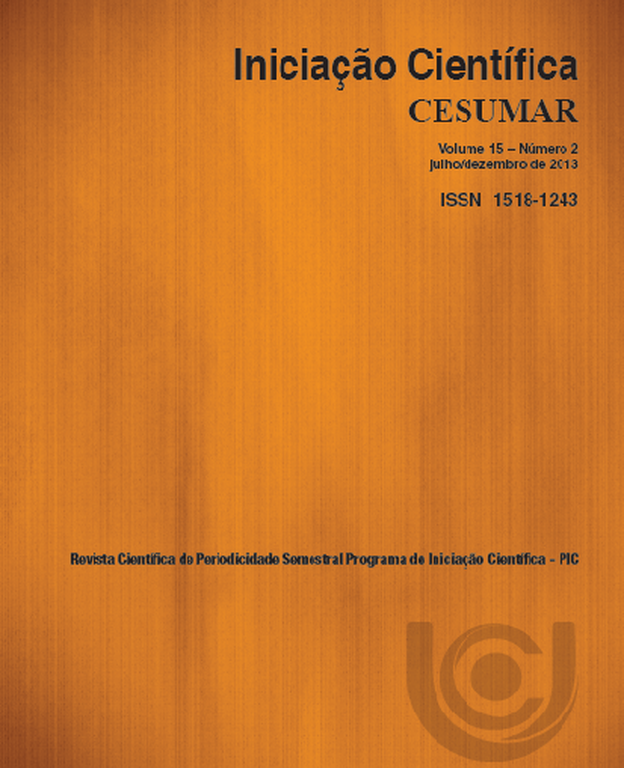 Iniciação Científica
CESUMAR
Volume 15 – Número 2
julho/dezembro de 2013
ISSN 1518-1243
Revista Científica de Periodicidade Semestral Programa de Iniciação Científica - PIC